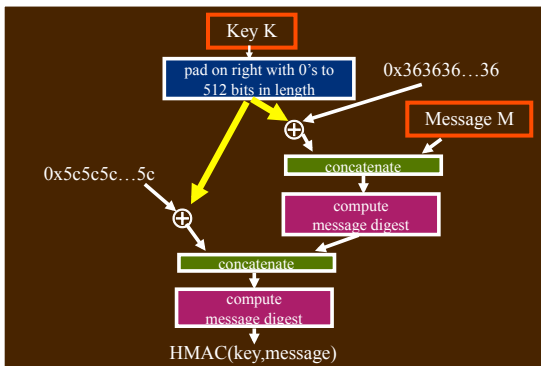 Key K
pad on right with 0's to
512 bits in length
0x363636…36
Message M
concatenate
0x5c5c5c…5c
compute
message digest
concatenate
compute
message digest
HMAC(key,message)